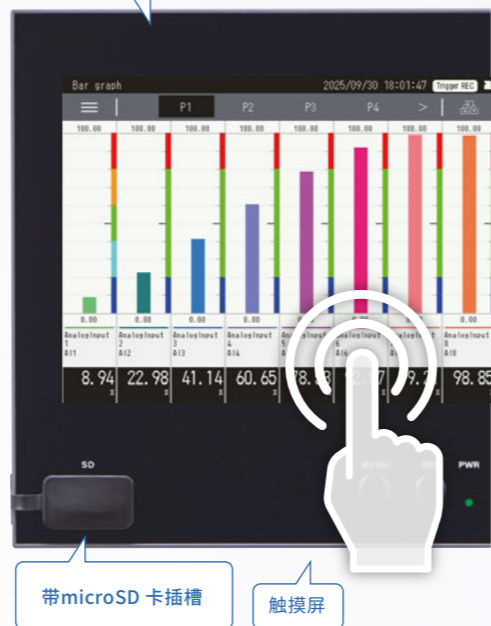 Bar graph 2025/09/30 18:01:47 Trigger REC
P1 P2 P3 P4 >
100.00 100.00 100.00 100.00 100.00 100.00 100.00 100.00
0.00 0.00 0.00 0.00 0.00
AnalogInput AnalogInput AnalogInput AnalogInput AnalogInput
1 2 3 4 6 8
AI1 AI2 AI3 AI4 AI8
8.94 22.98 41.14 60.65 98.85
SD MENU PWR
带microSD 卡插槽
触摸屏